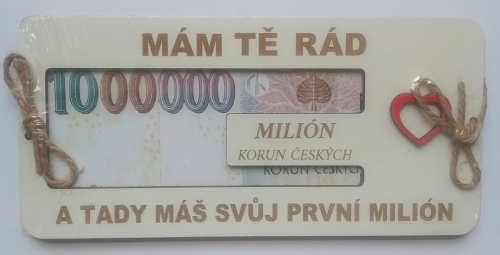 MÁM TĚ RÁD
1000000
MILIÓN
KORUN ČESKÝCH
KORUN ČESKÝCH
A TADY MÁŠ SVŮJ PRVNÍ MILIÓN